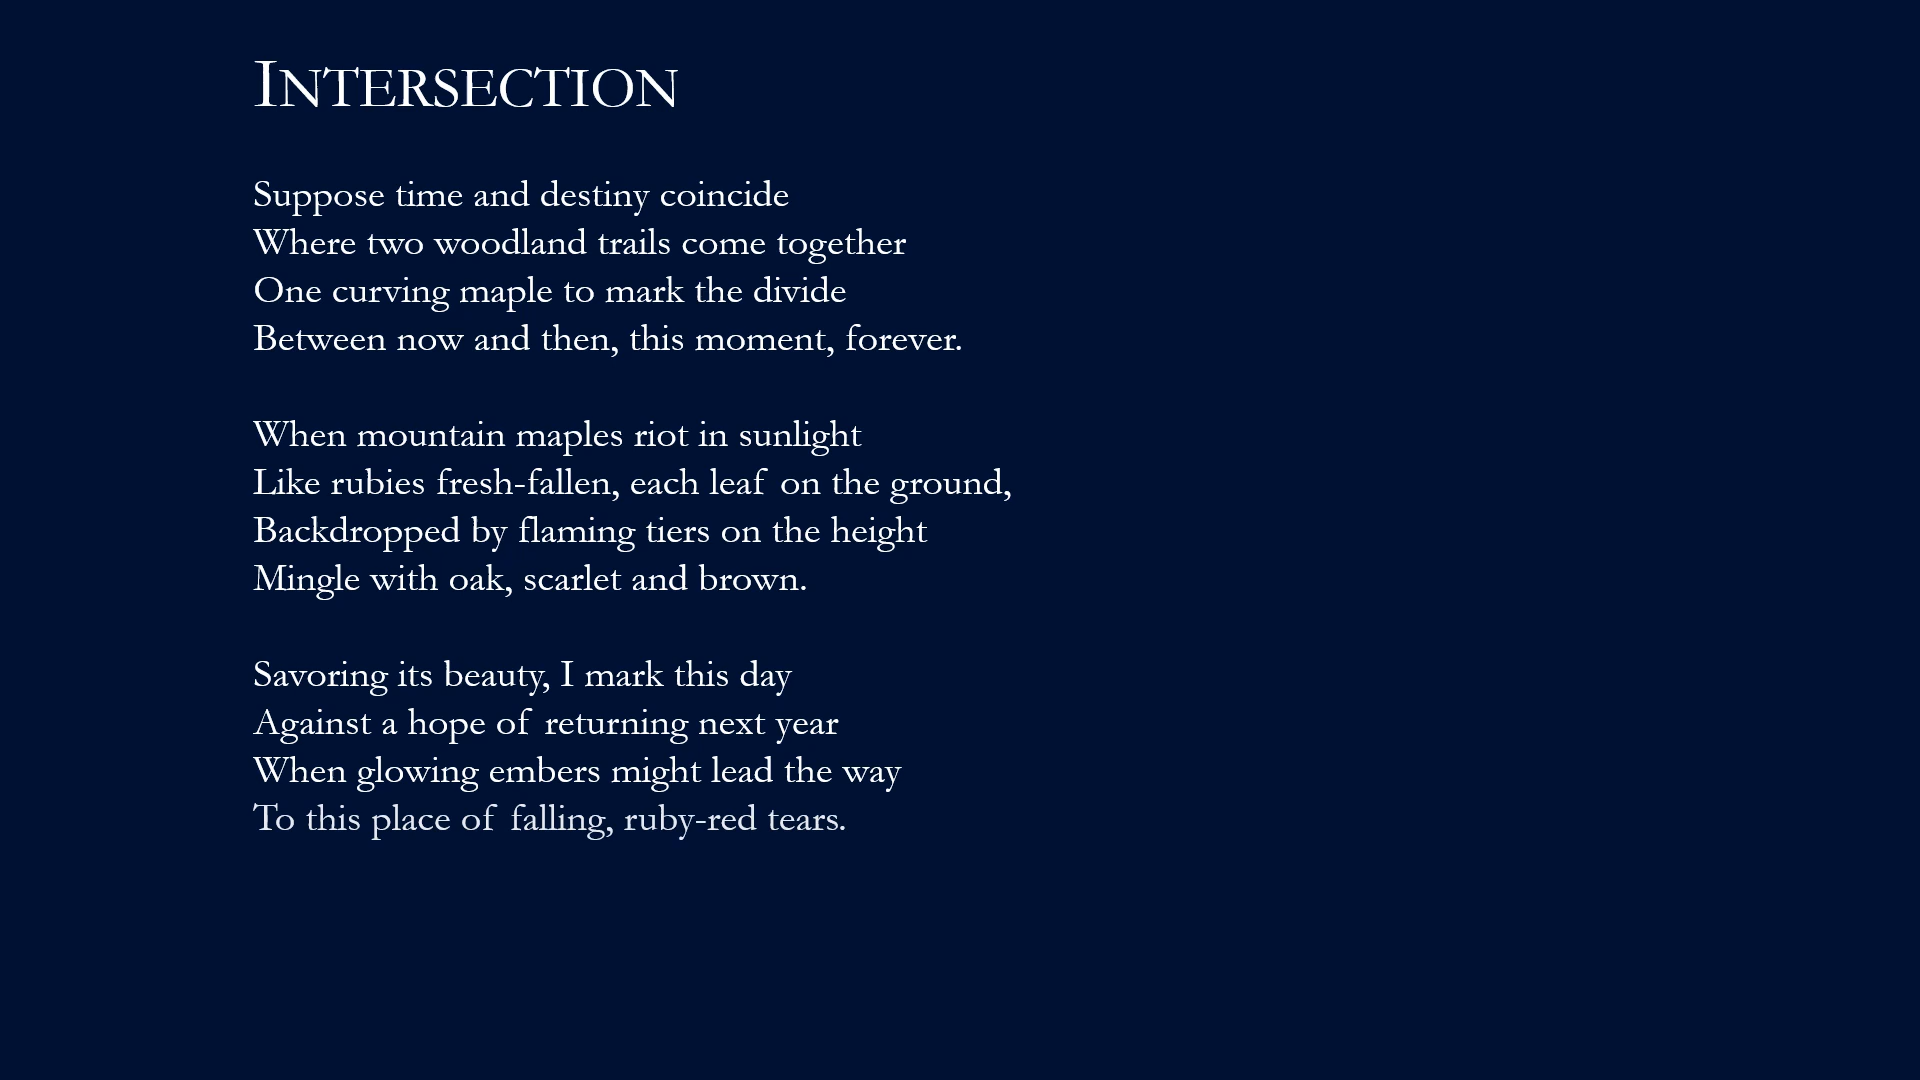 INTERSECTION
Suppose time and destiny coincide
Where two woodland trails come together
One curving maple to mark the divide
Between now and then, this moment, forever.
When mountain maples riot in sunlight
Like rubies fresh-fallen, each leaf on the ground,
Backdropped by flaming tiers on the height
Mingle with oak, scarlet and brown.
Savoring its beauty, I mark this day
Against a hope of returning next year
When glowing embers might lead the way
To this place of falling, ruby-red tears.